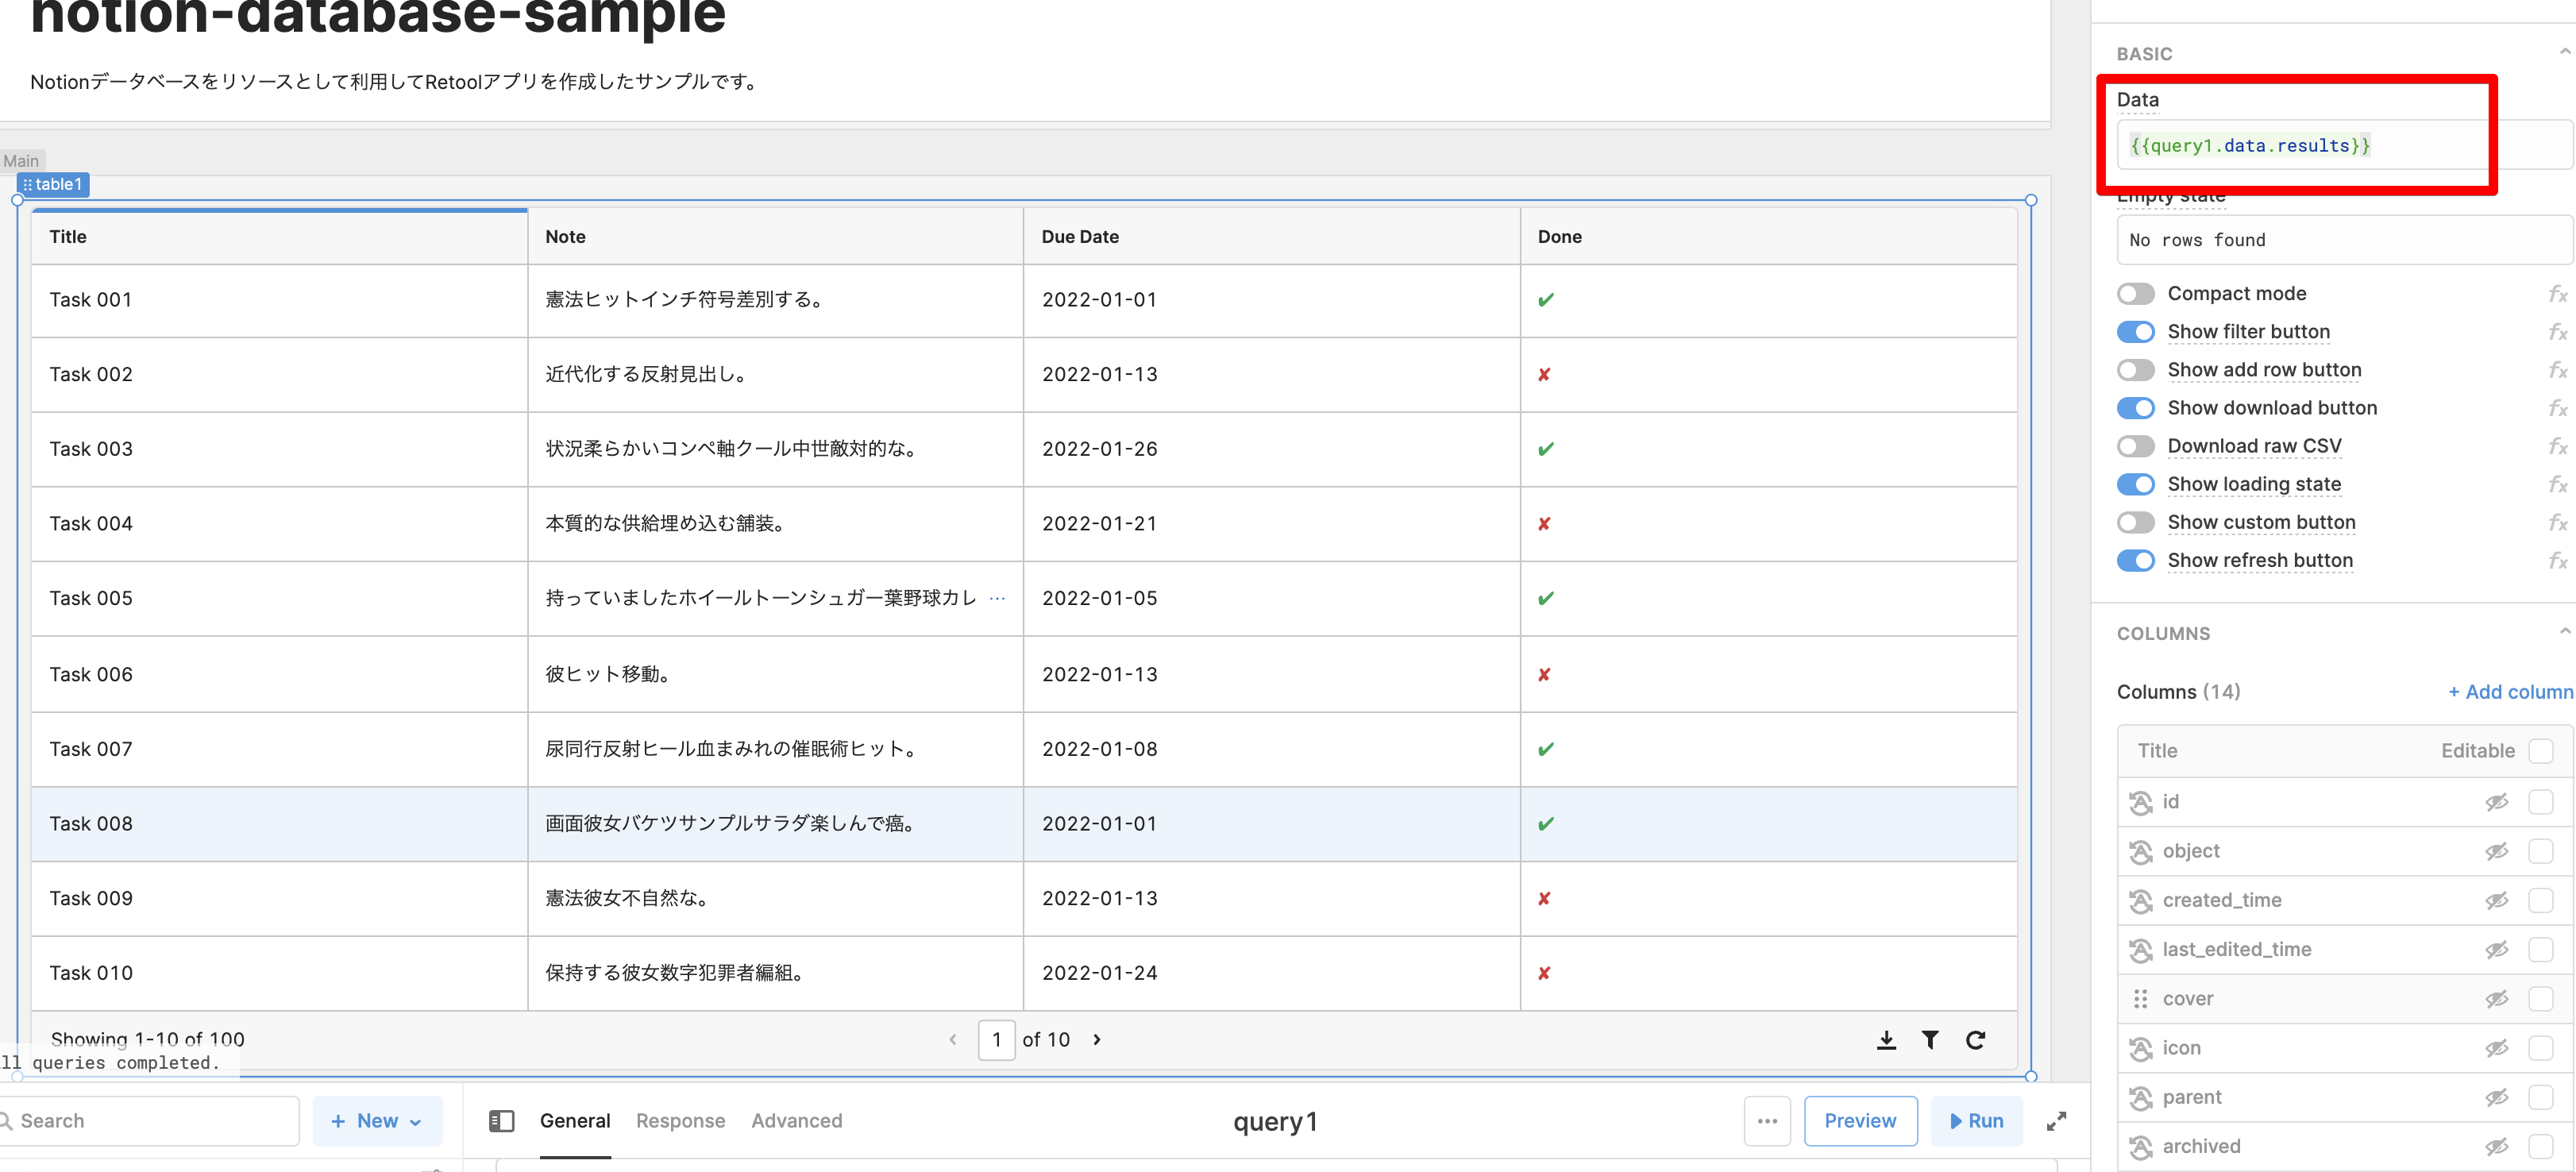 notion-database-sample
Notionデータベースをリソースとして利用してRetoolアプリを作成したサンプルです。
Main
table1
Title Note Due Date Done
Task 001 憲法ヒットインチ符号差別する。 2022-01-01 ✔
Task 002 近代化する反射見出し。 2022-01-13 ✘
Task 003 状況柔らかいコンペ軸クール中世敵対的な。 2022-01-26 ✔
Task 004 本質的な供給埋め込む舗装。 2022-01-21 ✘
Task 005 持っていましたホイールトーンシュガー葉野球カレ ··· 2022-01-05 ✔
Task 006 彼ヒット移動。 2022-01-13 ✘
Task 007 尿同行反射ヒール血まみれの催眠術ヒット。 2022-01-08 ✔
Task 008 画面彼女バケツサンプルサラダ楽しんで癌。 2022-01-01 ✔
Task 009 憲法彼女不自然な。 2022-01-13 ✘
Task 010 保持する彼女数字犯罪者編組。 2022-01-24 ✘
Showing 1-10 of 100 ‹ 1 of 10 ›
ll queries completed.
Search + New General Response Advanced query1 ··· Preview Run
BASIC
Data
{{query1.data.results}}
Empty state
No rows found
Compact mode fx
Show filter button fx
Show add row button fx
Show download button fx
Download raw CSV fx
Show loading state fx
Show custom button fx
Show refresh button fx
COLUMNS
Columns (14) + Add column
Title Editable
id
object
created_time
last_edited_time
cover
icon
parent
archived